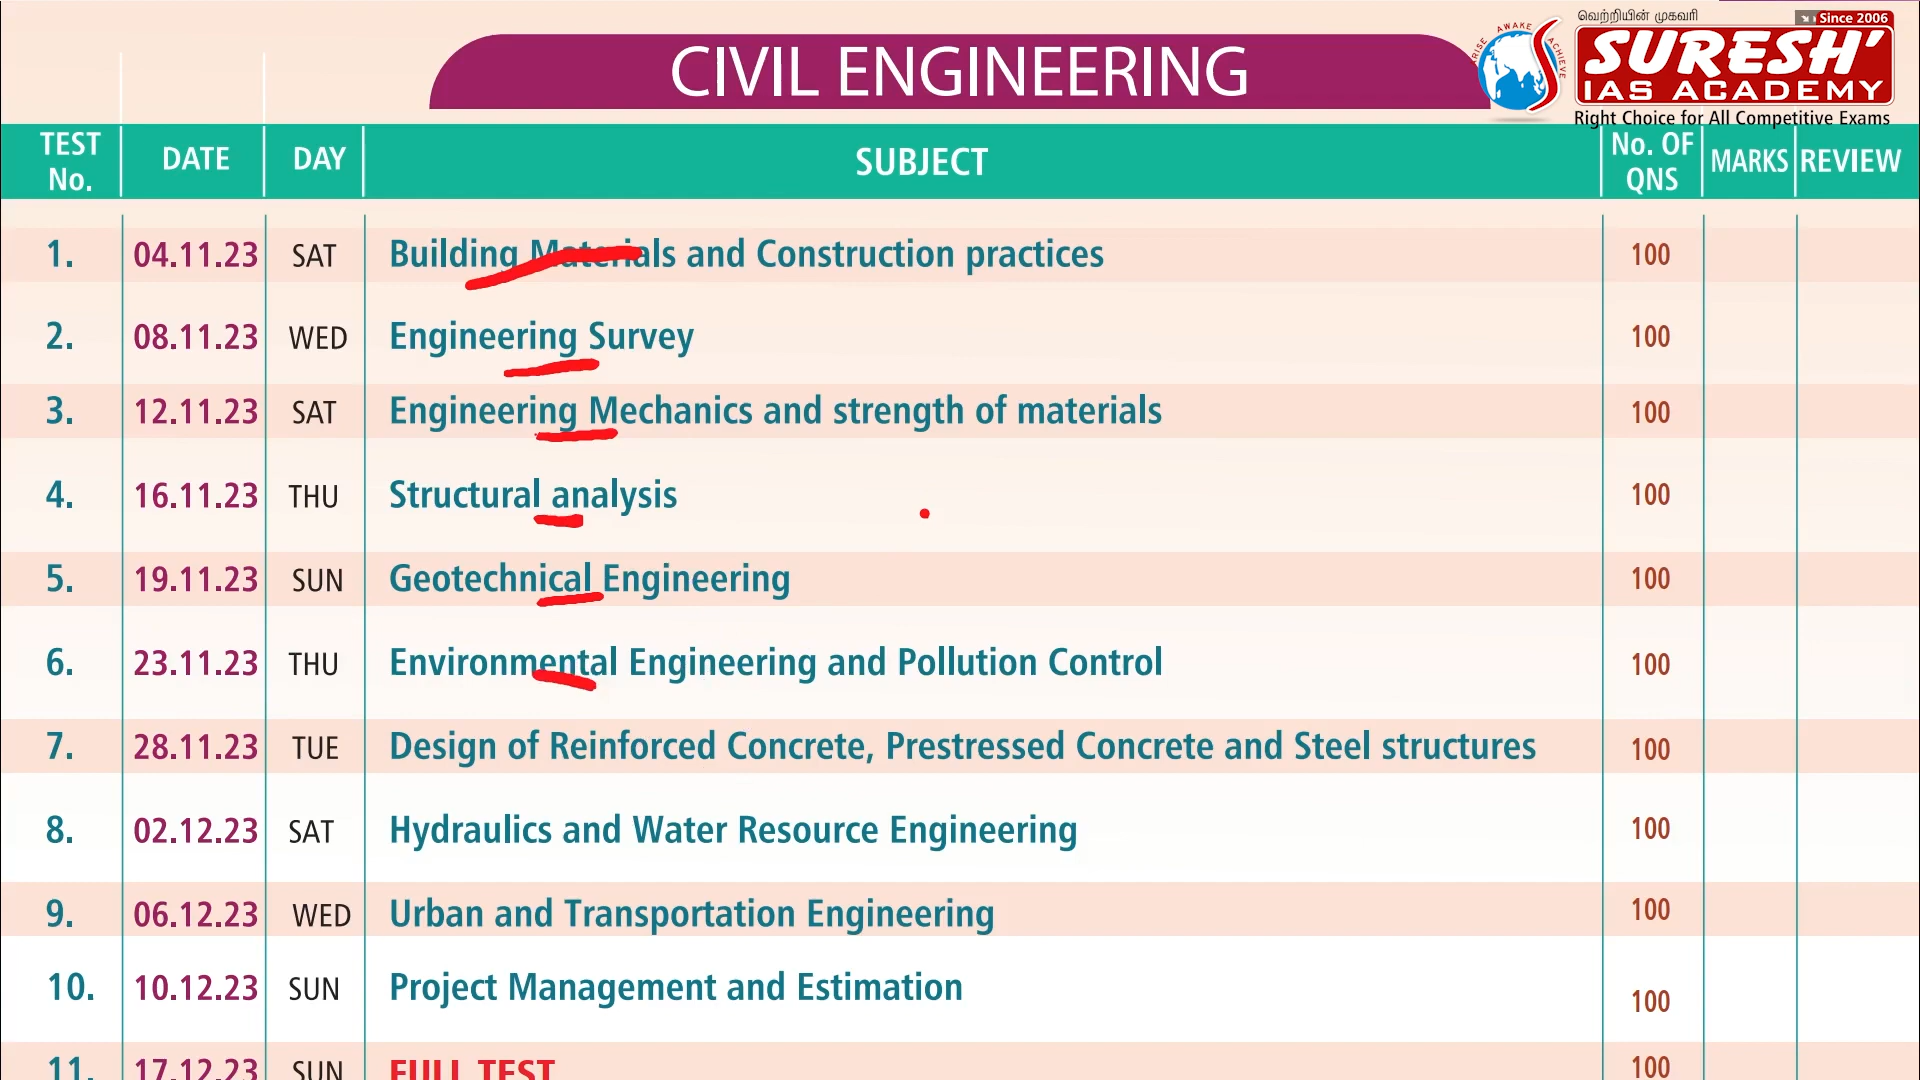 வெற்றியின் முகவரி
Since 2006
ARISE AWAKE ACHIEVE
SURESH'
IAS ACADEMY
Right Choice for All Competitive Exams
CIVIL ENGINEERING
TEST No. DATE DAY SUBJECT No. OF QNS MARKS REVIEW
1. 04.11.23 SAT Building Materials and Construction practices 100
2. 08.11.23 WED Engineering Survey 100
3. 12.11.23 SAT Engineering Mechanics and strength of materials 100
4. 16.11.23 THU Structural analysis 100
5. 19.11.23 SUN Geotechnical Engineering 100
6. 23.11.23 THU Environmental Engineering and Pollution Control 100
7. 28.11.23 TUE Design of Reinforced Concrete, Prestressed Concrete and Steel structures 100
8. 02.12.23 SAT Hydraulics and Water Resource Engineering 100
9. 06.12.23 WED Urban and Transportation Engineering 100
10. 10.12.23 SUN Project Management and Estimation 100
11. 17.12.23 SUN FULL TEST 100